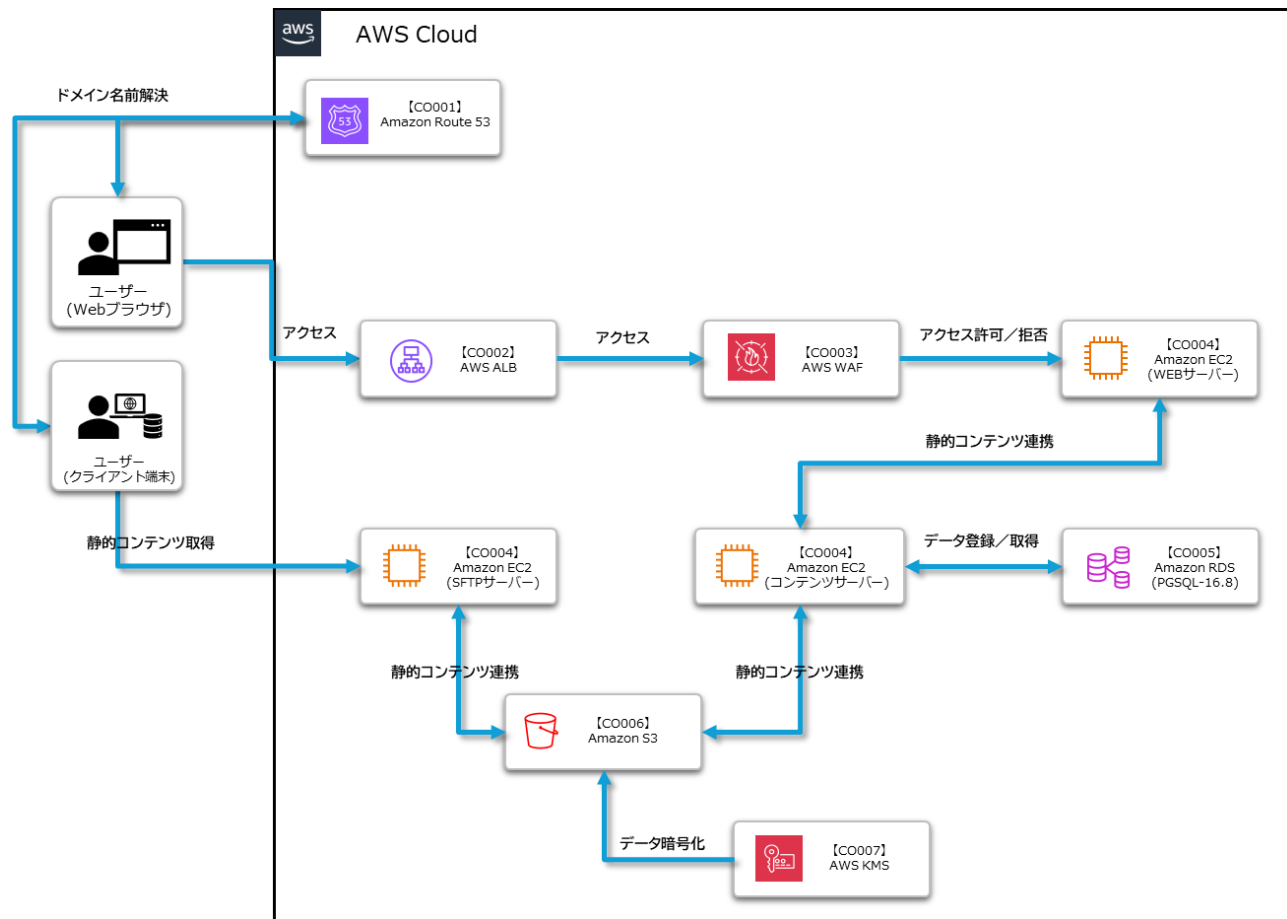 aws
AWS Cloud
ドメイン名前解決
【CO001】
Amazon Route 53
53
ユーザー
(Webブラウザ)
アクセス
【CO002】
AWS ALB
アクセス
【CO003】
AWS WAF
アクセス許可／拒否
【CO004】
Amazon EC2
(WEBサーバー)
ユーザー
(クライアント端末)
静的コンテンツ連携
静的コンテンツ取得
【CO004】
Amazon EC2
(SFTPサーバー)
【CO004】
Amazon EC2
(コンテンツサーバー)
データ登録／取得
【CO005】
Amazon RDS
(PGSQL-16.8)
静的コンテンツ連携
静的コンテンツ連携
【CO006】
Amazon S3
データ暗号化
【CO007】
AWS KMS